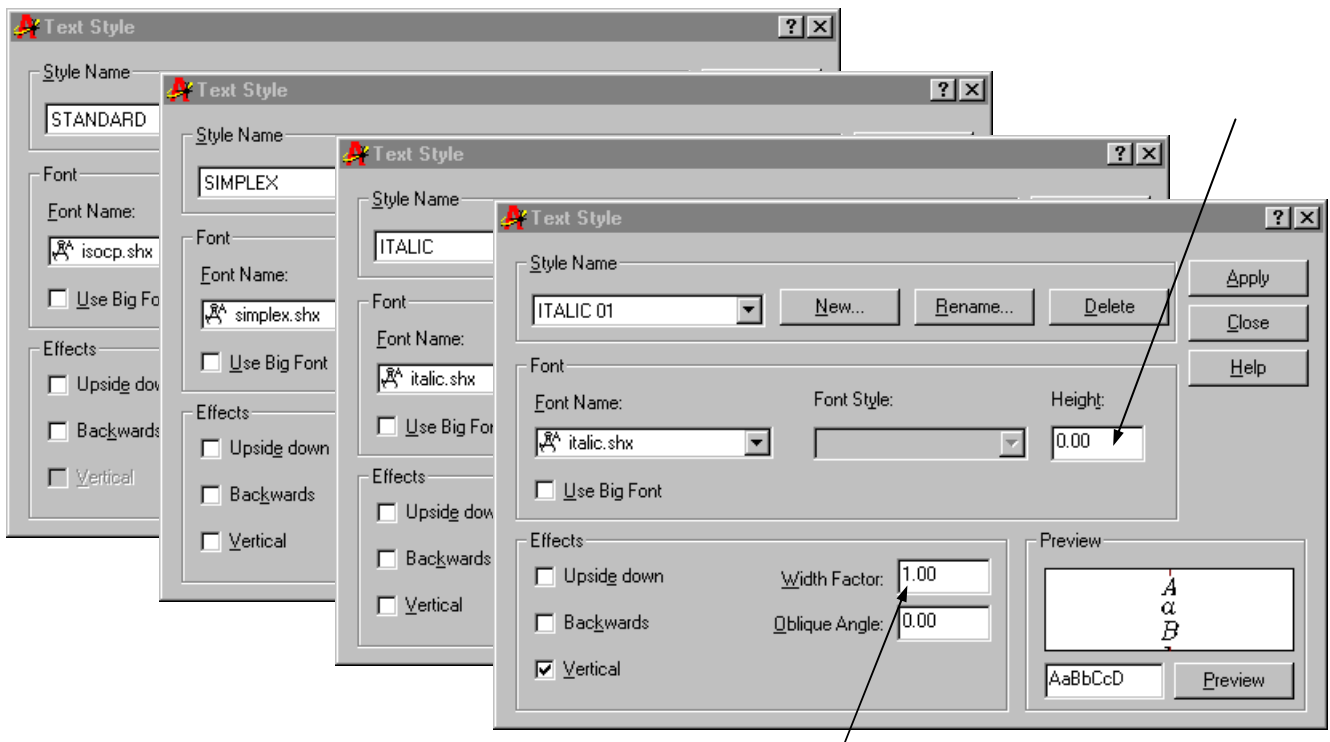 Text Style
Style Name
STANDARD
Font
Font Name:
isocp.shx
Use Big Fo
Effects
Upside dow
Backwards
Vertical
Text Style
Style Name
SIMPLEX
Font
Font Name:
simplex.shx
Use Big Font
Effects
Upside down
Backwards
Vertical
Text Style
Style Name
ITALIC
Font
Font Name:
italic.shx
Use Big For
Effects
Upside dow
Backwards
Vertical
Text Style
Style Name
ITALIC 01 New... Rename... Delete
Apply
Close
Help
Font
Font Name: Font Style: Height:
italic.shx 0.00
Use Big Font
Effects
Upside down Width Factor: 1.00
Backwards Oblique Angle: 0.00
Vertical
Preview
A
a
B
AaBbCcD Preview